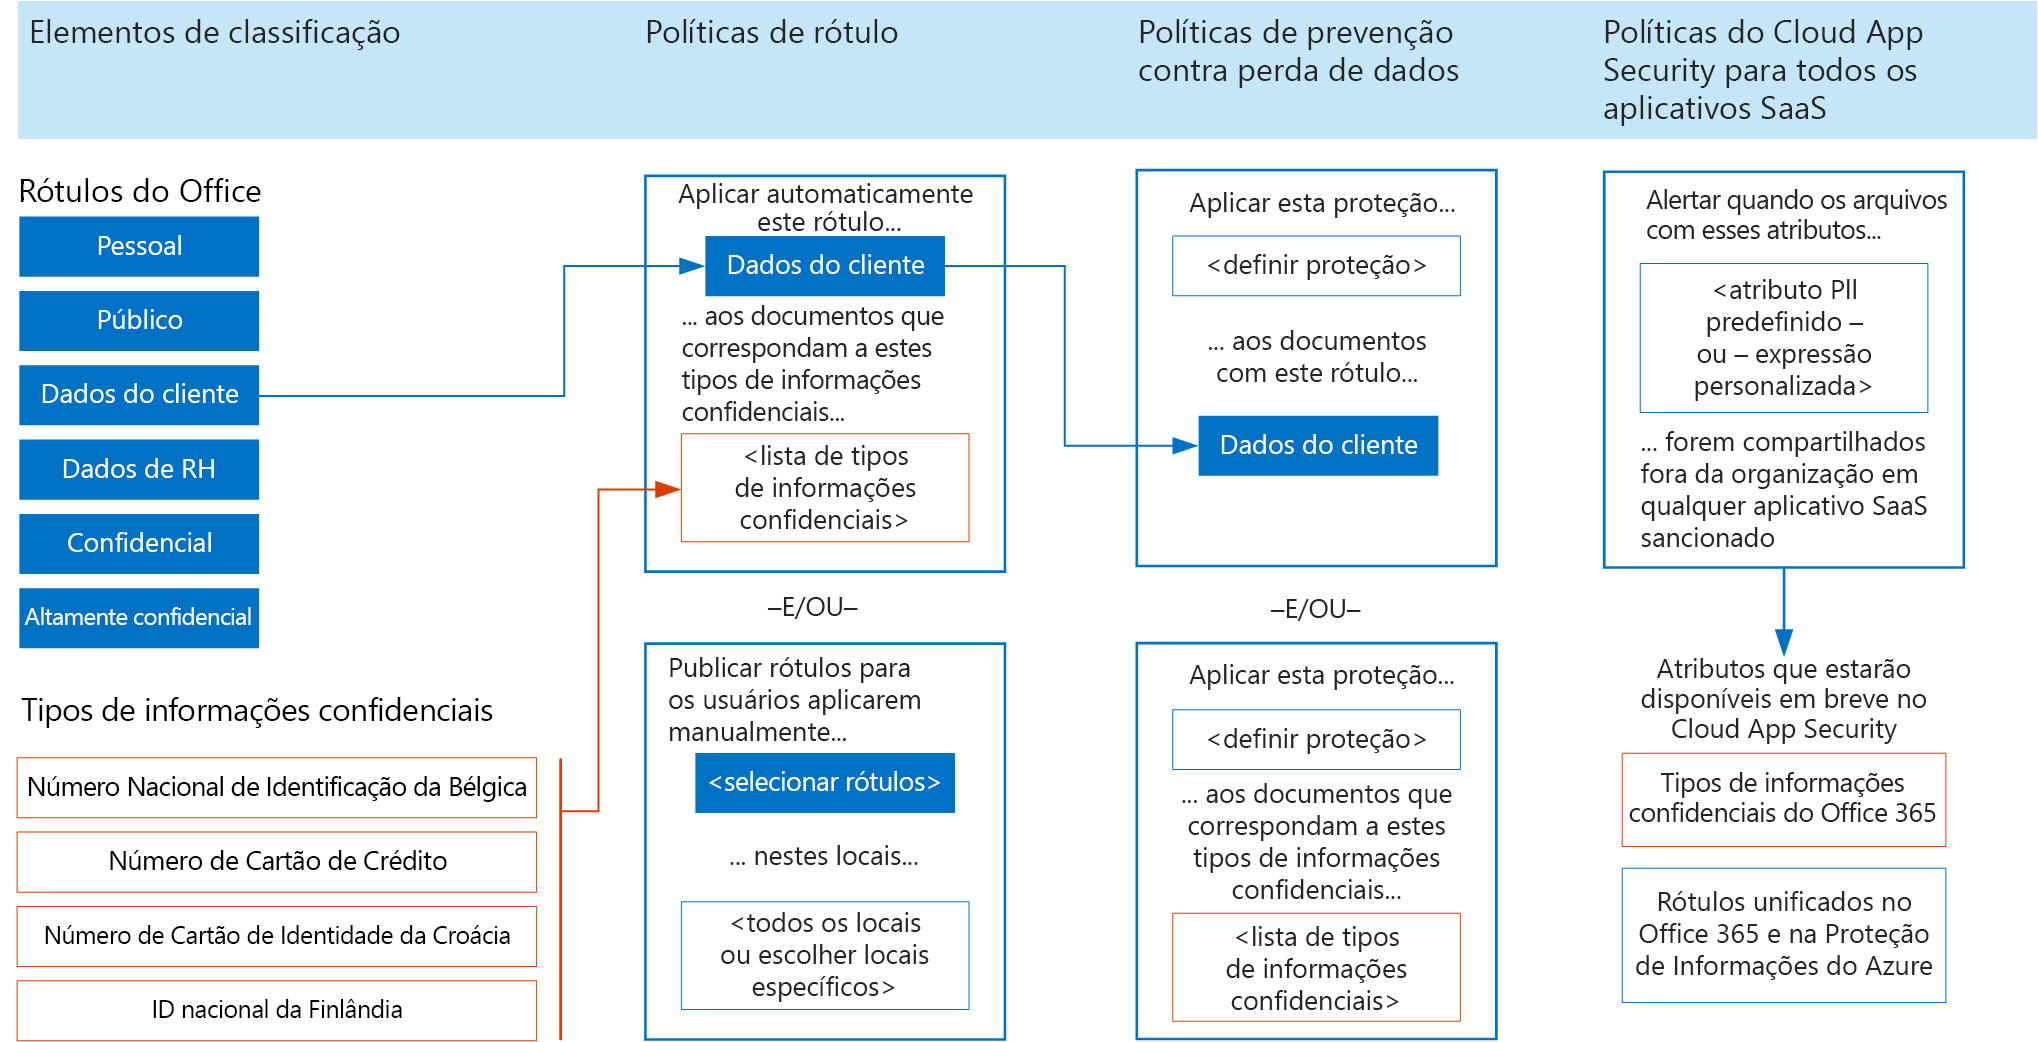 Elementos de classificação
Políticas de rótulo
Políticas de prevenção
contra perda de dados
Políticas do Cloud App
Security para todos os
aplicativos SaaS
Rótulos do Office
Pessoal
Público
Dados do cliente
Dados de RH
Confidencial
Altamente confidencial
Tipos de informações confidenciais
Número Nacional de Identificação da Bélgica
Número de Cartão de Crédito
Número de Cartão de Identidade da Croácia
ID nacional da Finlândia
Aplicar automaticamente
este rótulo...
Dados do cliente
... aos documentos que
correspondam a estes
tipos de informações
confidenciais...
<lista de tipos
de informações
confidenciais>
–E/OU–
Publicar rótulos para
os usuários aplicarem
manualmente...
<selecionar rótulos>
... nestes locais...
<todos os locais
ou escolher locais
específicos>
Aplicar esta proteção...
<definir proteção>
... aos documentos
com este rótulo...
Dados do cliente
–E/OU–
Aplicar esta proteção...
<definir proteção>
... aos documentos que
correspondam a estes
tipos de informações
confidenciais...
<lista de tipos
de informações
confidenciais>
Alertar quando os arquivos
com esses atributos...
<atributo Pll
predefinido –
ou – expressão
personalizada>
... forem compartilhados
fora da organização em
qualquer aplicativo SaaS
sancionado
Atributos que estarão
disponíveis em breve no
Cloud App Security
Tipos de informações
confidenciais do Office 365
Rótulos unificados no
Office 365 e na Proteção
de Informações do Azure